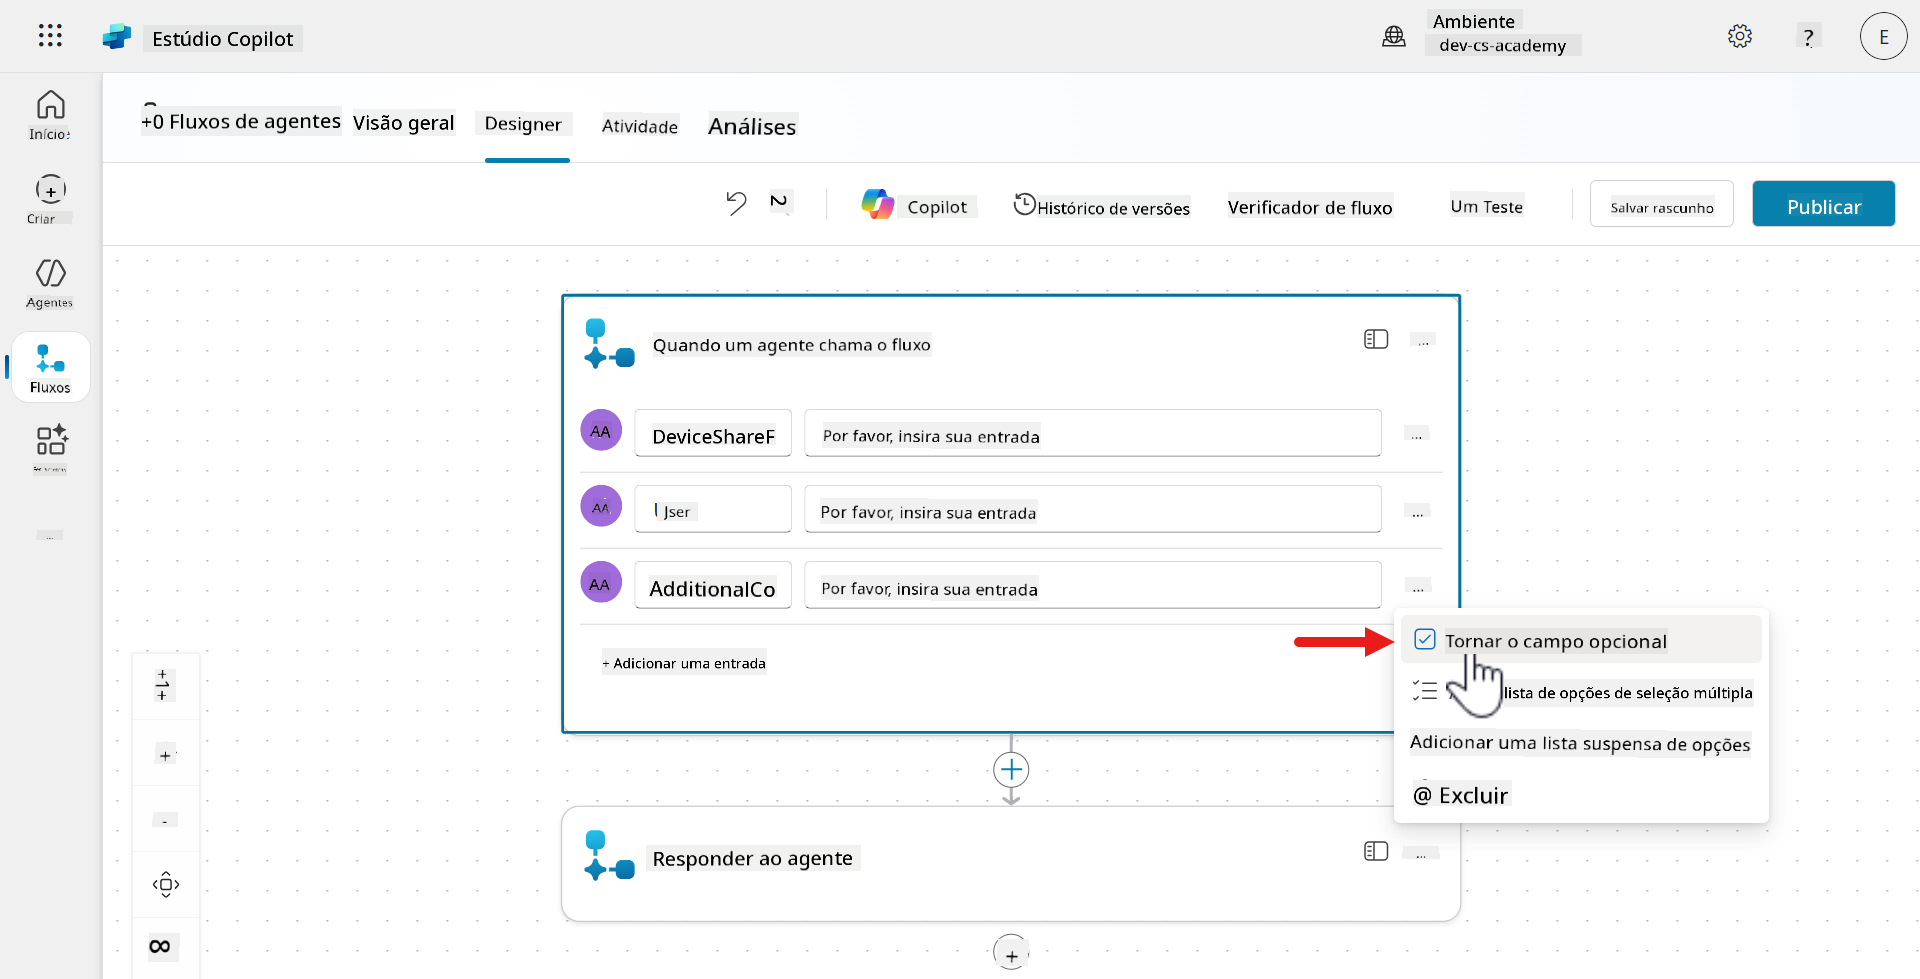 Estúdio Copilot
Ambiente
dev-cs-academy
?
E
Início
+0 Fluxos de agentes
Visão geral
Designer
Atividade
Análises
Criar
Copilot
Histórico de versões
Verificador de fluxo
Um Teste
Salvar rascunho
Publicar
Agentes
Fluxos
...
Quando um agente chama o fluxo
...
AA
DeviceShareF
Por favor, insira sua entrada
...
AA
Jser
Por favor, insira sua entrada
...
AA
AdditionalCo
Por favor, insira sua entrada
...
+ Adicionar uma entrada
Tornar o campo opcional
lista de opções de seleção múltipla
Adicionar uma lista suspensa de opções
@ Excluir
Responder ao agente
...